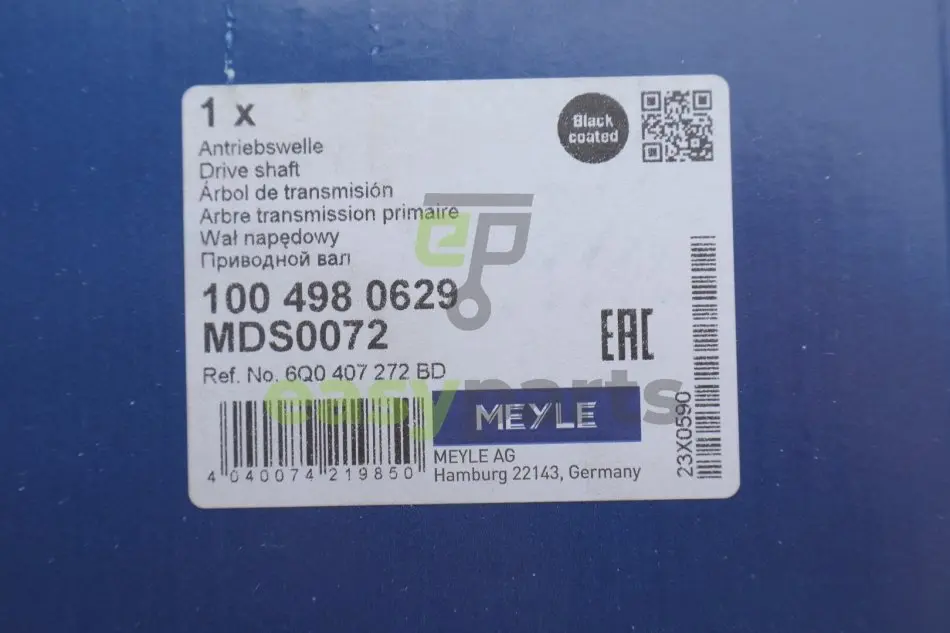 1 x
Black
coated
Antriebswelle
Drive shaft
Árbol de transmisión
Arbre transmission primaire
Wał napędowy
Приводной вал
100 498 0629
MDS0072
Ref. No. 6Q0 407 272 BD
EAC
ep
easyparts
MEYLE
MEYLE AG
Hamburg 22143, Germany
4 040074 219850
23X0590